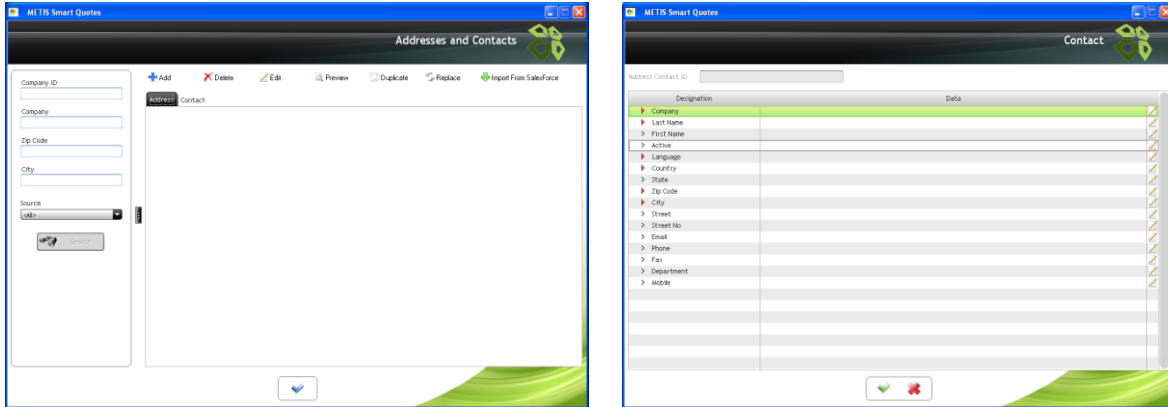 METIS Smart Quotes
Addresses and Contacts
Company ID
Company
Zip Code
City
Source
<All>
Search
Add Delete Edit Preview Duplicate Replace Import From SalesForce
Address Contact
METIS Smart Quotes
Contact
Address Contact ID
Designation Data
Company
Last Name
First Name
Active
Language
Country
State
Zip Code
City
Street
Street No
Email
Phone
Fax
Department
Mobile